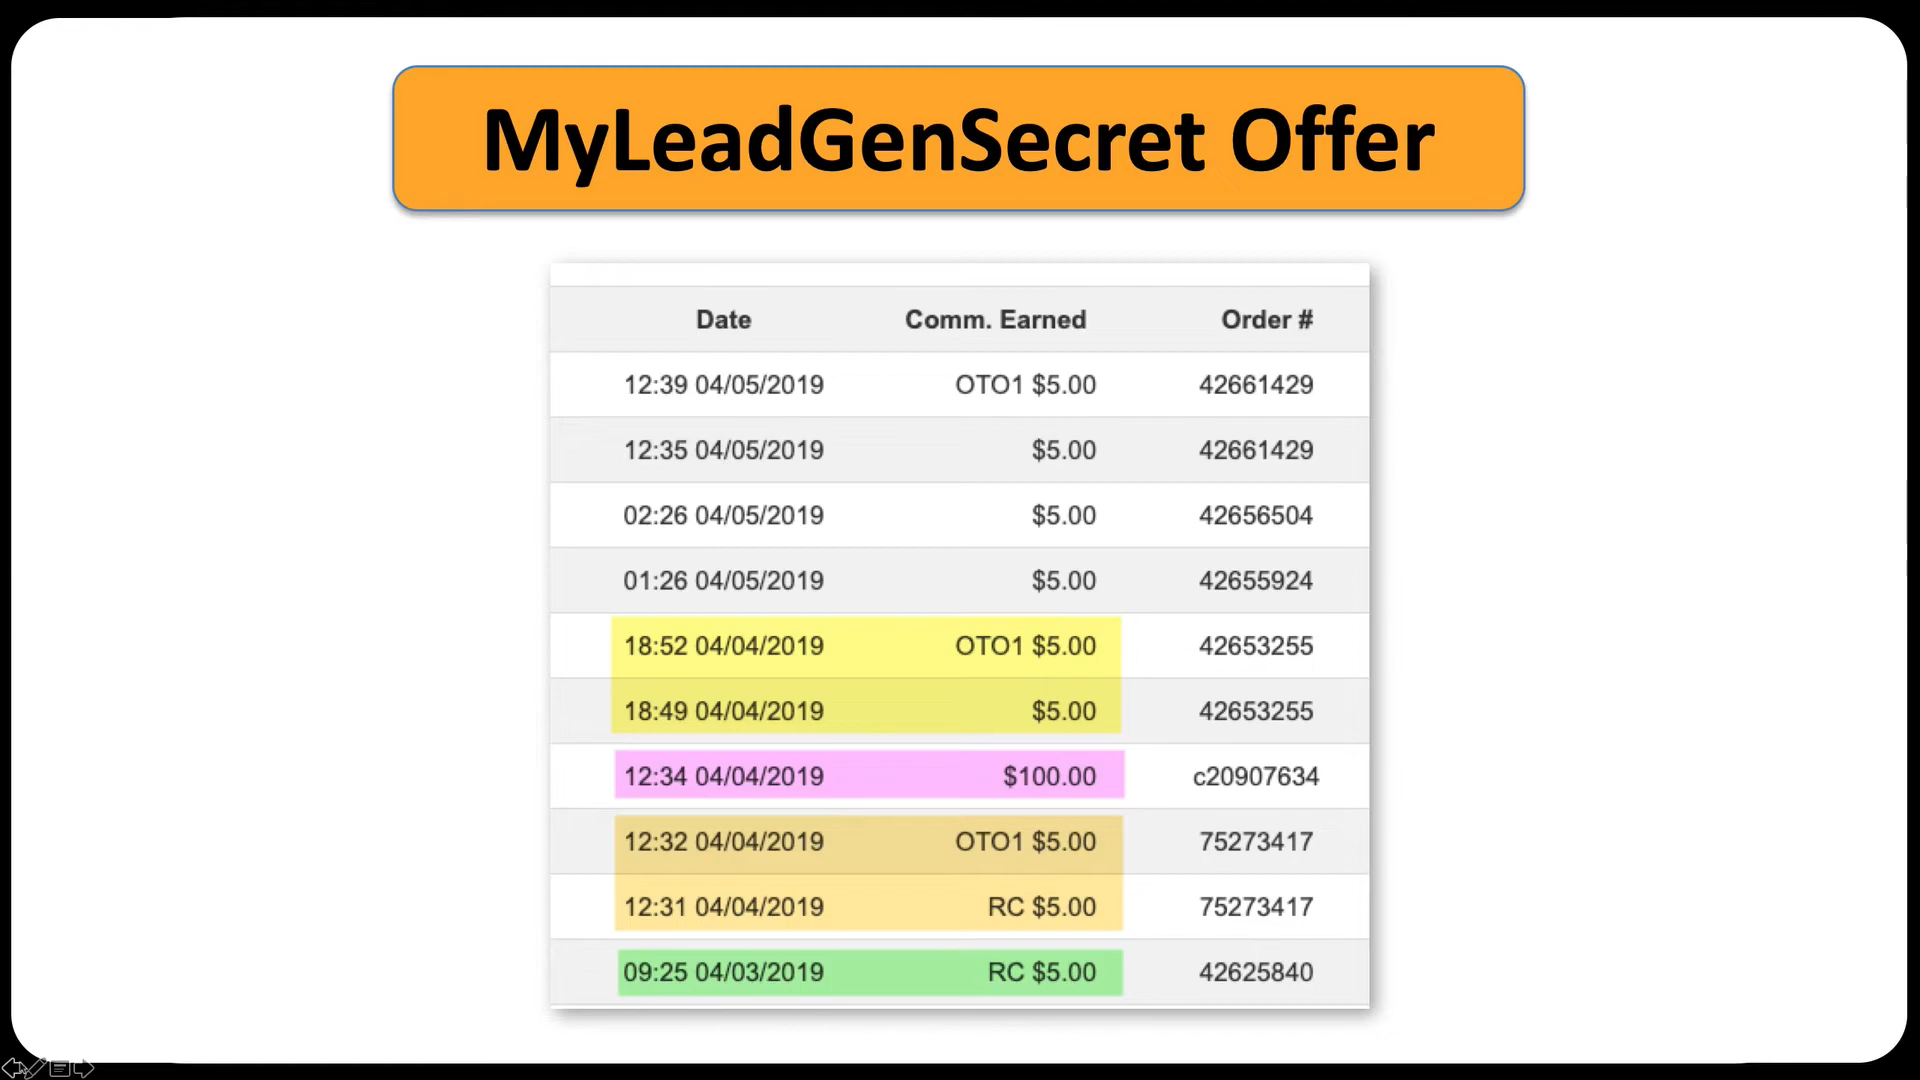 MyLeadGenSecret Offer
Date Comm. Earned Order #
12:39 04/05/2019 OTO1 $5.00 42661429
12:35 04/05/2019 $5.00 42661429
02:26 04/05/2019 $5.00 42656504
01:26 04/05/2019 $5.00 42655924
18:52 04/04/2019 OTO1 $5.00 42653255
18:49 04/04/2019 $5.00 42653255
12:34 04/04/2019 $100.00 c20907634
12:32 04/04/2019 OTO1 $5.00 75273417
12:31 04/04/2019 RC $5.00 75273417
09:25 04/03/2019 RC $5.00 42625840